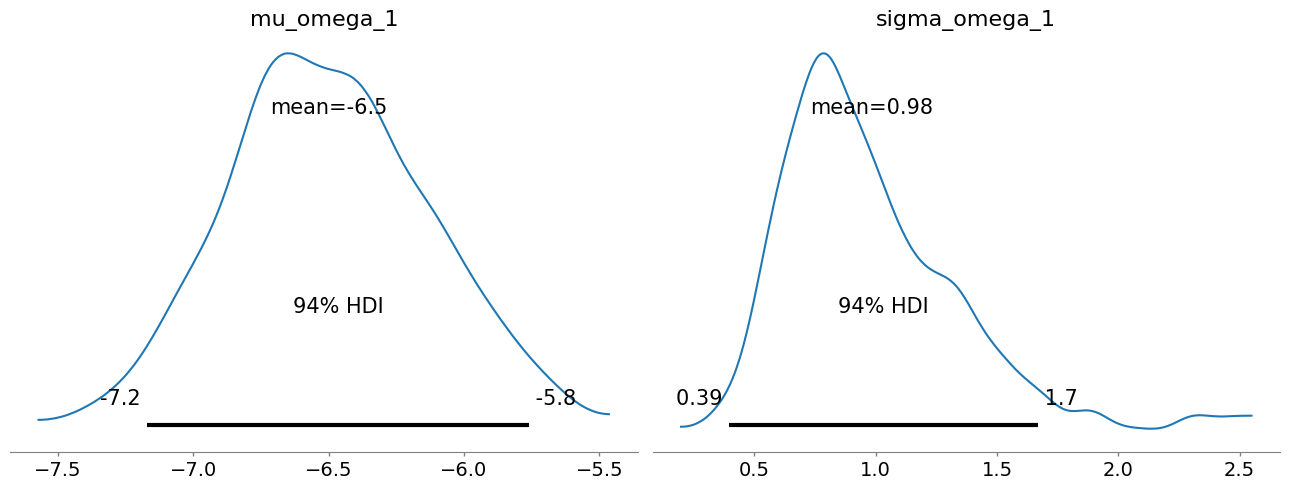 mu_omega_1
mean=-6.5
94% HDI
-7.2
-5.8
−7.5 −7.0 −6.5 −6.0 −5.5
sigma_omega_1
mean=0.98
94% HDI
0.39
1.7
0.5 1.0 1.5 2.0 2.5